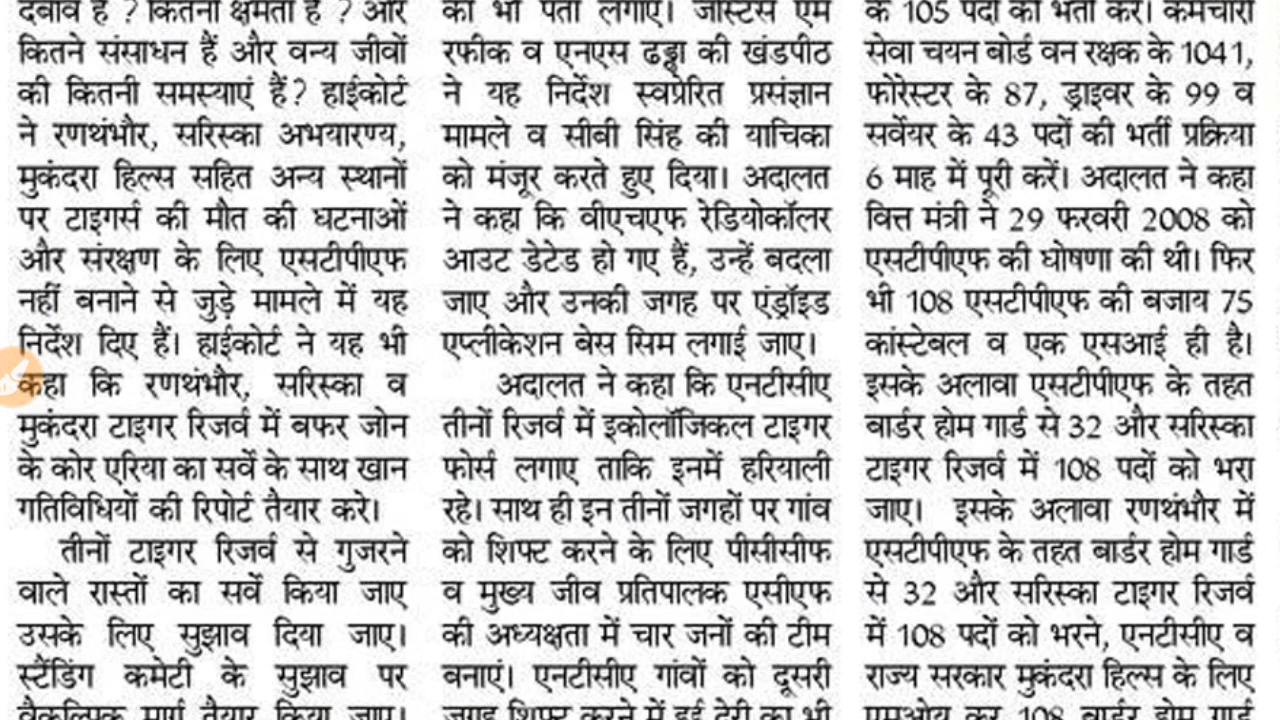 दबाव है ? कितनी क्षमता है ? और
कितने संसाधन हैं और वन्य जीवों
की कितनी समस्याएं हैं? हाईकोर्ट
ने रणथंभौर, सरिस्का अभयारण्य,
मुकंदरा हिल्स सहित अन्य स्थानों
पर टाइगर्स की मौत की घटनाओं
और संरक्षण के लिए एसटीपीएफ
नहीं बनाने से जुड़े मामले में यह
निर्देश दिए हैं। हाईकोर्ट ने यह भी
कहा कि रणथंभौर, सरिस्का व
मुकंदरा टाइगर रिजर्व में बफर जोन
के कोर एरिया का सर्वे के साथ खान
गतिविधियों की रिपोर्ट तैयार करे।
तीनों टाइगर रिजर्व से गुजरने
वाले रास्तों का सर्वे किया जाए
उसके लिए सुझाव दिया जाए।
स्टैंडिंग कमेटी के सुझाव पर
वैकल्पिक मार्ग तैयार किया जाए।
का भी पता लगाएं। जस्टिस एम
रफीक व एनएस ढड्ढा की खंडपीठ
ने यह निर्देश स्वप्रेरित प्रसंज्ञान
मामले व सीबी सिंह की याचिका
को मंजूर करते हुए दिया। अदालत
ने कहा कि वीएचएफ रेडियोकॉलर
आउट डेटेड हो गए हैं, उन्हें बदला
जाए और उनकी जगह पर एंड्रॉइड
एप्लीकेशन बेस सिम लगाई जाए।
अदालत ने कहा कि एनटीसीए
तीनों रिजर्व में इकोलॉजिकल टाइगर
फोर्स लगाए ताकि इनमें हरियाली
रहे। साथ ही इन तीनों जगहों पर गांव
को शिफ्ट करने के लिए पीसीसीफ
व मुख्य जीव प्रतिपालक एसीएफ
की अध्यक्षता में चार जनों की टीम
बनाएं। एनटीसीए गांवों को दूसरी
जगह शिफ्ट करने में हुई देरी का भी
के 105 पदों की भर्ती करें। कर्मचारी
सेवा चयन बोर्ड वन रक्षक के 1041,
फोरेस्टर के 87, ड्राइवर के 99 व
सर्वेयर के 43 पदों की भर्ती प्रक्रिया
6 माह में पूरी करें। अदालत ने कहा
वित्त मंत्री ने 29 फरवरी 2008 को
एसटीपीएफ की घोषणा की थी। फिर
भी 108 एसटीपीएफ की बजाय 75
कांस्टेबल व एक एसआई ही है।
इसके अलावा एसटीपीएफ के तहत
बार्डर होम गार्ड से 32 और सरिस्का
टाइगर रिजर्व में 108 पदों को भरा
जाए। इसके अलावा रणथंभौर में
एसटीपीएफ के तहत बार्डर होम गार्ड
से 32 और सरिस्का टाइगर रिजर्व
में 108 पदों को भरने, एनटीसीए व
राज्य सरकार मुकंदरा हिल्स के लिए
एमओयू कर 108 बार्डर होम गार्ड